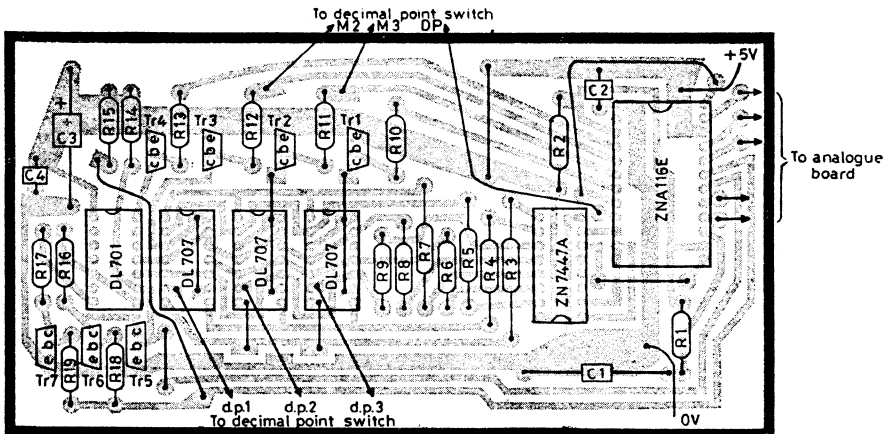 To decimal point switch
M2 M3 DP
+5V
C2
+
C3
R15
R14
Tr4
c b e
R13
Tr3
c b e
R12
Tr2
c b e
R11
Tr1
c b e
R10
R2
ZNA116E
To analogue
board
C4
DL701
DL707
DL707
DL707
R17
R16
R9
R8
R7
R6
R5
R4
R3
ZN7447A
R1
e b c
Tr7
R19
e b c
Tr6
R18
e b c
Tr5
C1
d.p.1
d.p.2
d.p.3
To decimal point switch
0V